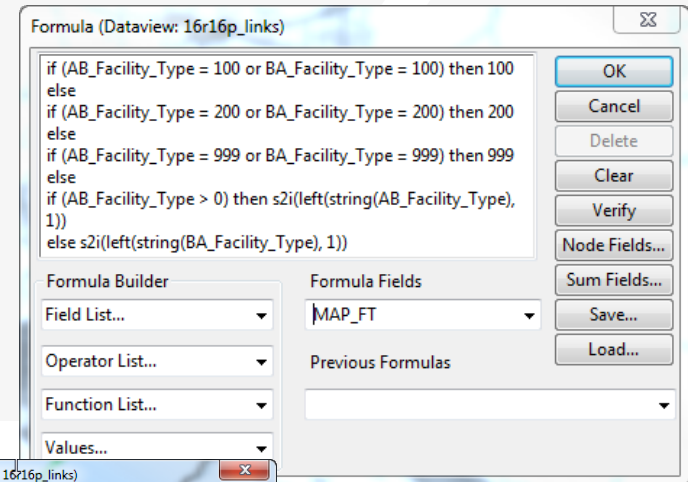 Formula (Dataview: 16r16p_links)
if (AB_Facility_Type = 100 or BA_Facility_Type = 100) then 100
else
if (AB_Facility_Type = 200 or BA_Facility_Type = 200) then 200
else
if (AB_Facility_Type = 999 or BA_Facility_Type = 999) then 999
else
if (AB_Facility_Type > 0) then s2i(left(string(AB_Facility_Type),
1))
else s2i(left(string(BA_Facility_Type), 1))
OK
Cancel
Delete
Clear
Verify
Node Fields...
Sum Fields...
Save...
Load...
Formula Builder
Field List...
Operator List...
Function List...
Values...
Formula Fields
MAP_FT
Previous Formulas
16r16p_links)